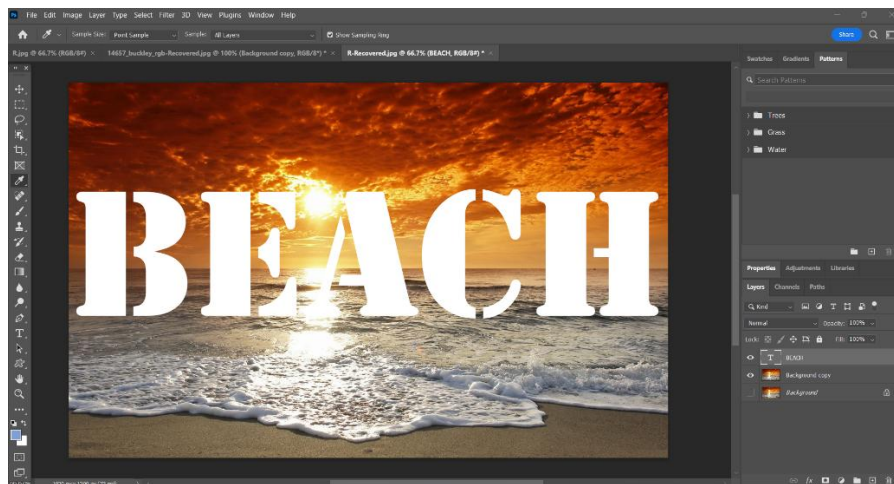 File Edit Image Layer Type Select Filter 3D View Plugins Window Help
Sample Size: Point Sample Sample: All Layers Show Sampling Ring Share
R.jpg @ 66.7% (RGB/8#) × 14657_buckley_rgb-Recovered.jpg @ 100% (Background copy, RGB/8*) * × R-Recovered.jpg @ 66.7% (BEACH, RGB/8#) * ×
Swatches Gradients Patterns
Search Patterns
Trees
Grass
Water
BEACH
Properties Adjustments Libraries
Layers Channels Paths
Kind
Normal Opacity: 100%
Lock: Fill: 100%
T BEACH
Background copy
Background
fx